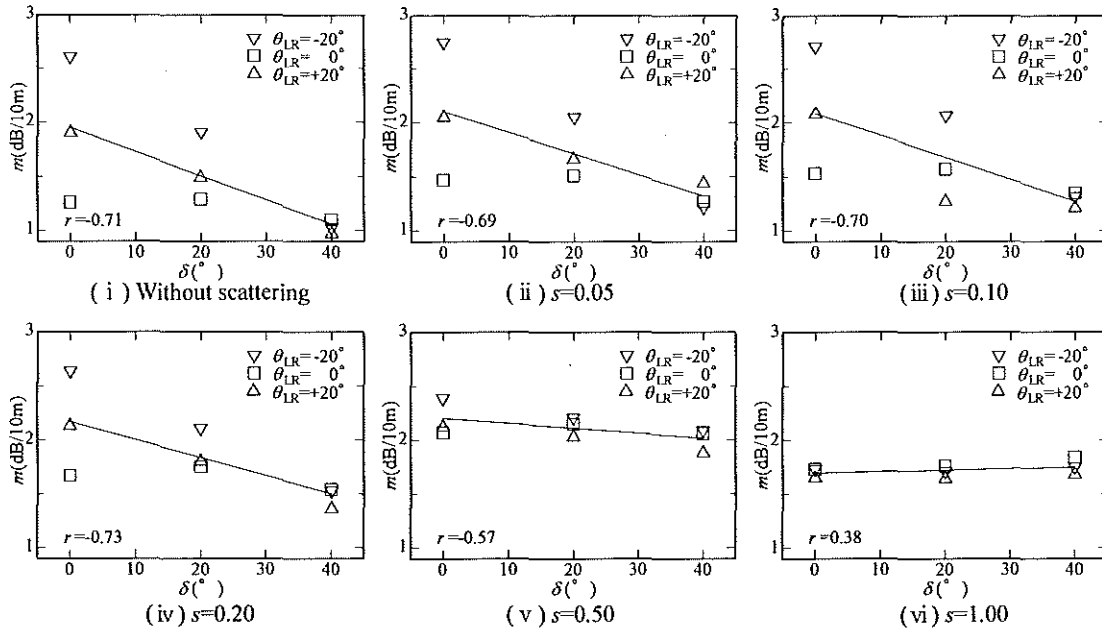 3
2
1
m(dB/10m)
▽ θLR= -20°
□ θLR=  0°
△ θLR=+20°
r=-0.71
0 10 20 30 40
δ(°)
( i ) Without scattering
3
2
1
m(dB/10m)
▽ θLR= -20°
□ θLR=  0°
△ θLR=+20°
r=-0.69
0 10 20 30 40
δ(°)
( ii ) s=0.05
3
2
1
m(dB/10m)
▽ θLR= -20°
□ θLR=  0°
△ θLR=+20°
r=-0.70
0 10 20 30 40
δ(°)
(iii) s=0.10
3
2
1
m(dB/10m)
▽ θLR= -20°
□ θLR=  0°
△ θLR=+20°
r=-0.73
0 10 20 30 40
δ(°)
(iv) s=0.20
3
2
1
m(dB/10m)
▽ θLR= -20°
□ θLR=  0°
△ θLR=+20°
r=-0.57
0 10 20 30 40
δ(°)
( v ) s=0.50
3
2
1
m(dB/10m)
▽ θLR= -20°
□ θLR=  0°
△ θLR=+20°
r=0.38
0 10 20 30 40
δ(°)
(vi) s=1.00